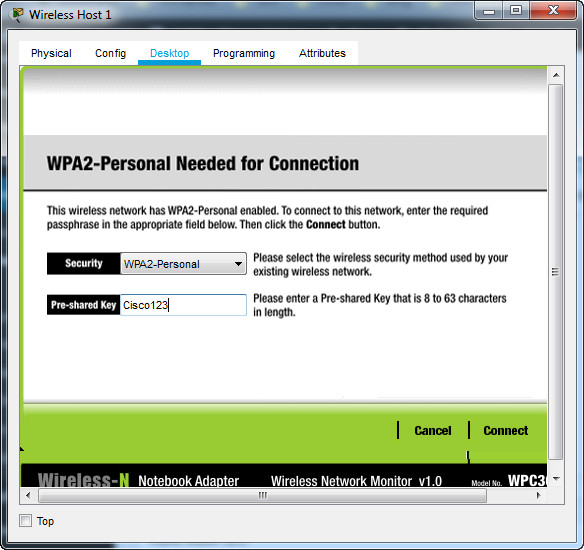 Wireless Host 1
Physical Config Desktop Programming Attributes
WPA2-Personal Needed for Connection
This wireless network has WPA2-Personal enabled. To connect to this network, enter the required
passphrase in the appropriate field below. Then click the Connect button.
Security WPA2-Personal Please select the wireless security method used by your
existing wireless network.
Pre-shared Key Cisco123 Please enter a Pre-shared Key that is 8 to 63 characters
in length.
Cancel Connect
Wireless-N Notebook Adapter Wireless Network Monitor v1.0 Model No.
Top